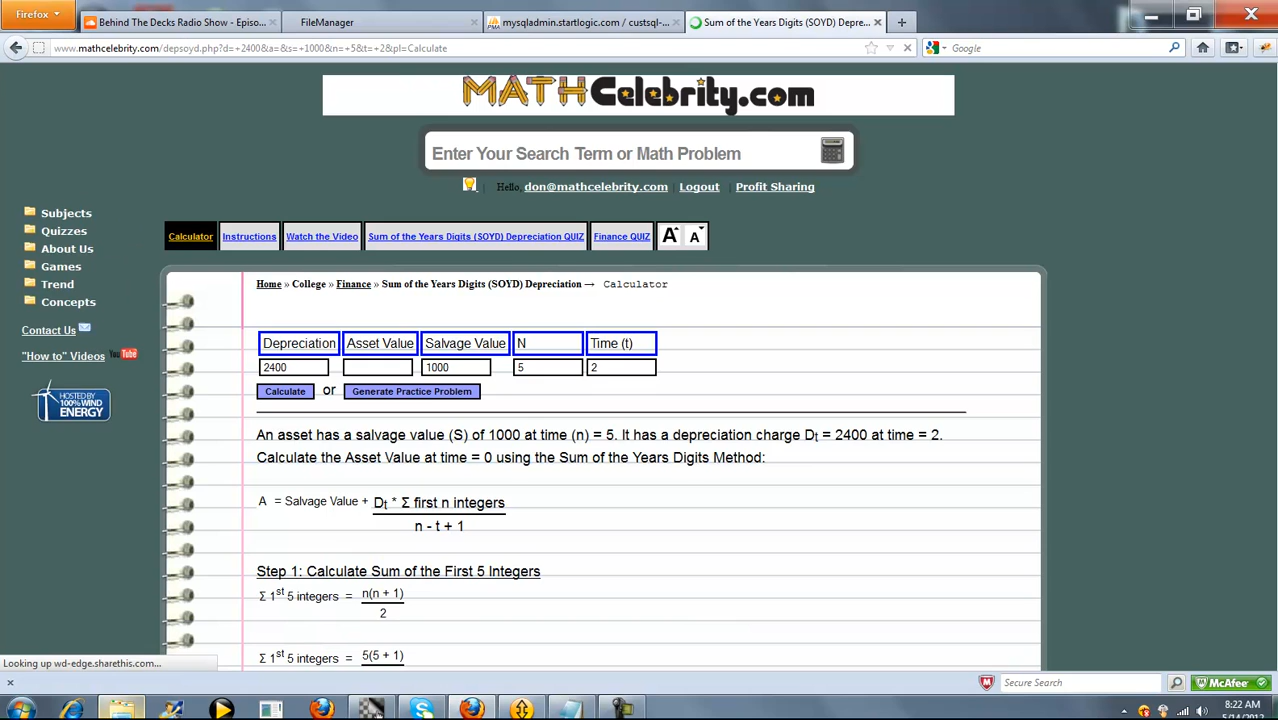 Firefox
Behind The Decks Radio Show - Episo...
FileManager
mysqladmin.startlogic.com / custsql-...
Sum of the Years Digits (SOYD) Depre...
www.mathcelebrity.com/depsoyd.php?d=+2400&a=&s=+1000&n=+5&t=+2&pl=Calculate
Google
MATHCelebrity.com
Enter Your Search Term or Math Problem
| Hello, don@mathcelebrity.com | Logout | Profit Sharing
Subjects
Quizzes
About Us
Games
Trend
Concepts
Contact Us
"How to" Videos You Tube
HOSTED BY
100% WIND
ENERGY
Calculator Instructions Watch the Video Sum of the Years Digits (SOYD) Depreciation QUIZ Finance QUIZ A A
Home » College » Finance » Sum of the Years Digits (SOYD) Depreciation → Calculator
Depreciation Asset Value Salvage Value N Time (t)
2400 1000 5 2
Calculate or Generate Practice Problem
An asset has a salvage value (S) of 1000 at time (n) = 5. It has a depreciation charge Dt = 2400 at time = 2.
Calculate the Asset Value at time = 0 using the Sum of the Years Digits Method:
A = Salvage Value + Dt * Σ first n integers
n - t + 1
Step 1: Calculate Sum of the First 5 Integers
Σ 1st 5 integers = n(n + 1)
2
Σ 1st 5 integers = 5(5 + 1)
Looking up wd-edge.sharethis.com...
Secure Search
McAfee
8:22 AM
5/14/2012